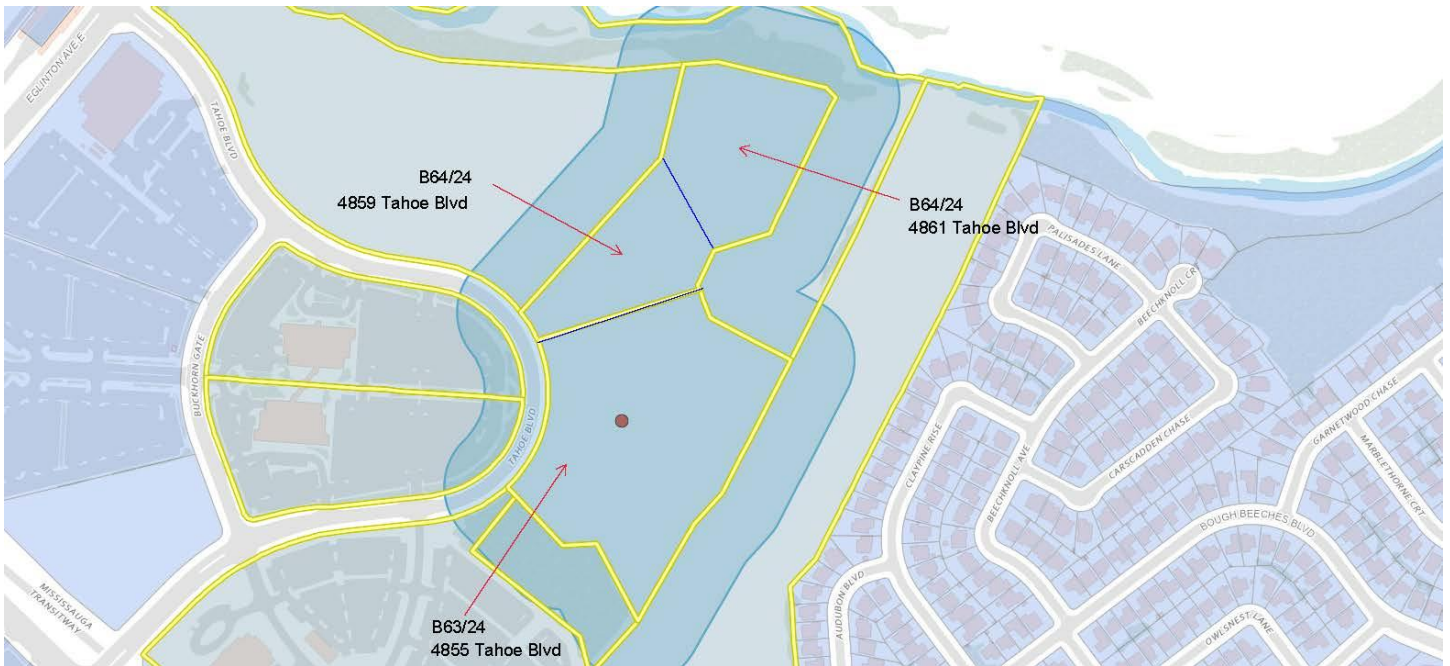 EGLINTON AVE E
TAHOE BLVD
B64/24
4859 Tahoe Blvd
B64/24
4861 Tahoe Blvd
PALISADES LANE
BEECHKNOLL CR
BUCKHORN GATE
TAHOE BLVD
CLAYPINE RISE
BEECHKNOLL AVE
CARSCADDEN CHASE
GARNETWOOD CHASE
MARBLETHORNE CRT
BOUGH BEECHES BLVD
MISSISSAUGA
TRANSITWAY
B63/24
4855 Tahoe Blvd
AUDUBON BLVD
OWLSNEST LANE